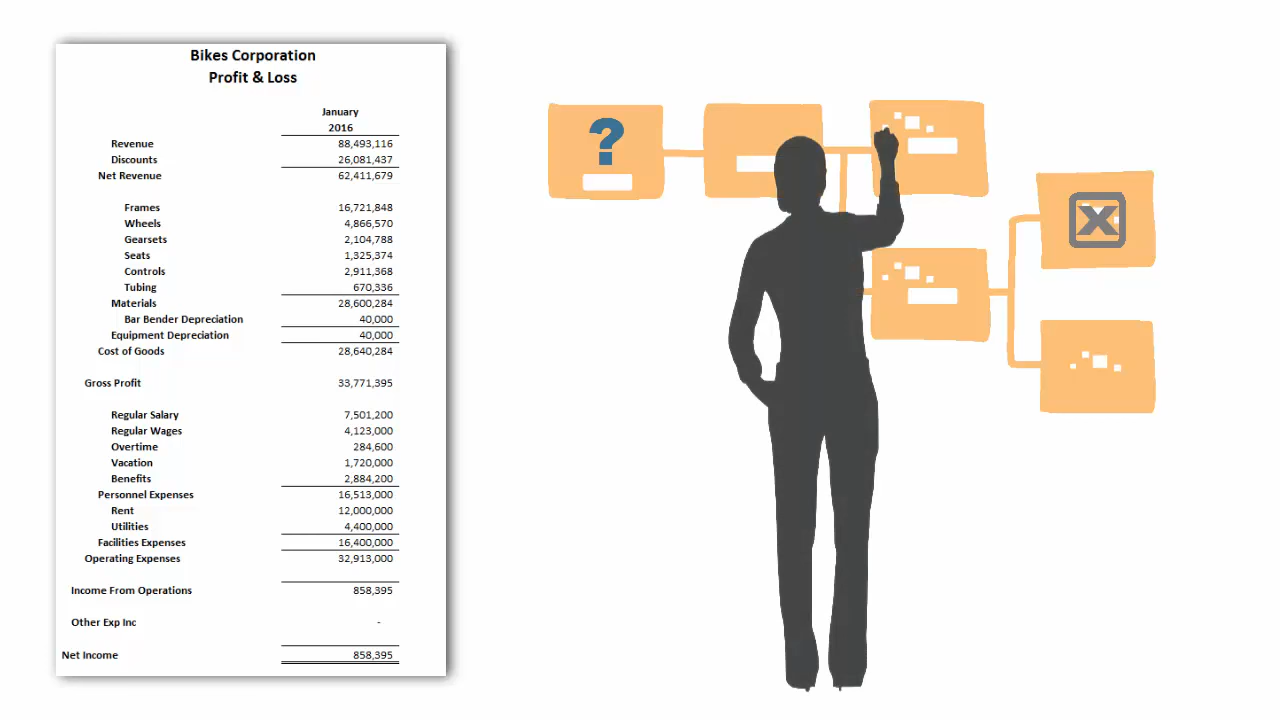 Bikes Corporation
Profit & Loss
January
2016
Revenue 88,493,116
Discounts 26,081,437
Net Revenue 62,411,679
Frames 16,721,848
Wheels 4,866,570
Gearsets 2,104,788
Seats 1,325,374
Controls 2,911,368
Tubing 670,336
Materials 28,600,284
Bar Bender Depreciation 40,000
Equipment Depreciation 40,000
Cost of Goods 28,640,284
Gross Profit 33,771,395
Regular Salary 7,501,200
Regular Wages 4,123,000
Overtime 284,600
Vacation 1,720,000
Benefits 2,884,200
Personnel Expenses 16,513,000
Rent 12,000,000
Utilities 4,400,000
Facilities Expenses 16,400,000
Operating Expenses 32,913,000
Income From Operations 858,395
Other Exp Inc -
Net Income 858,395
?
X